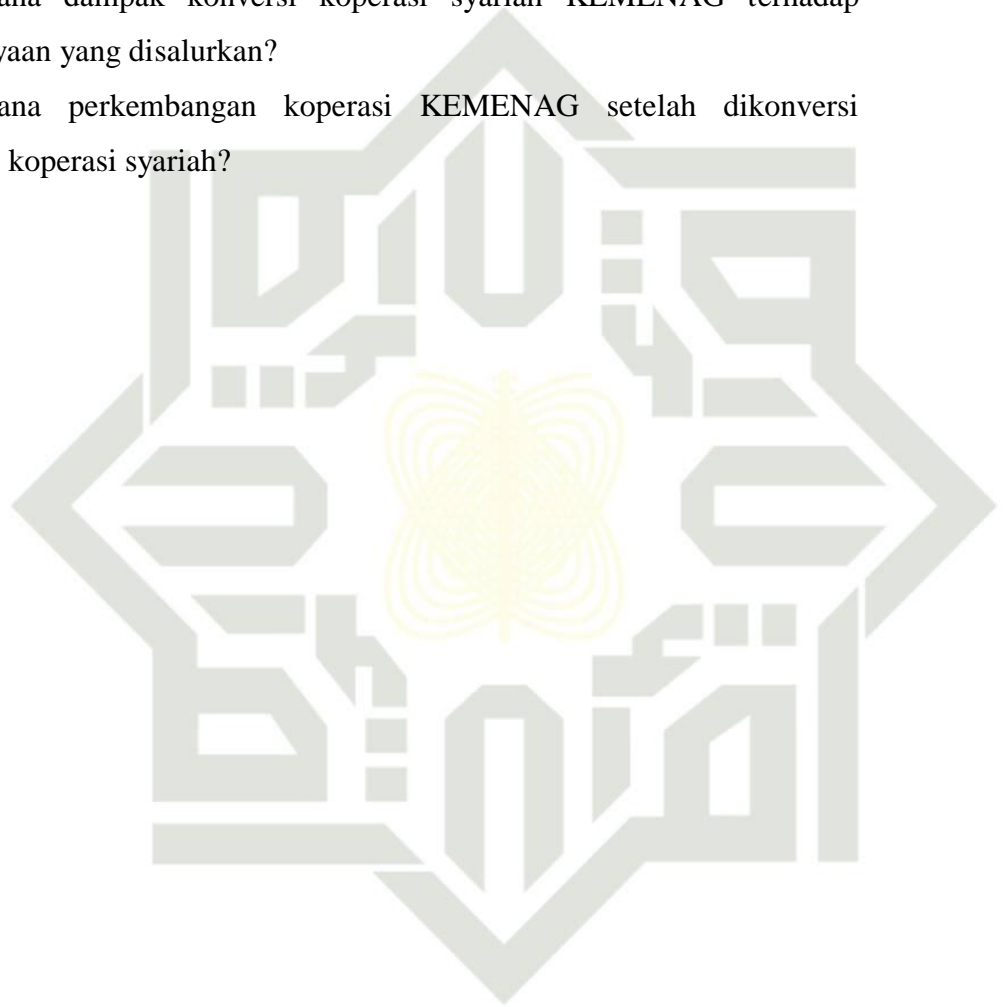 ana dampak konversi koperasi syariah KEMENAG terhadap
yaan yang disalurkan?
ana perkembangan koperasi KEMENAG setelah dikonversi
koperasi syariah?